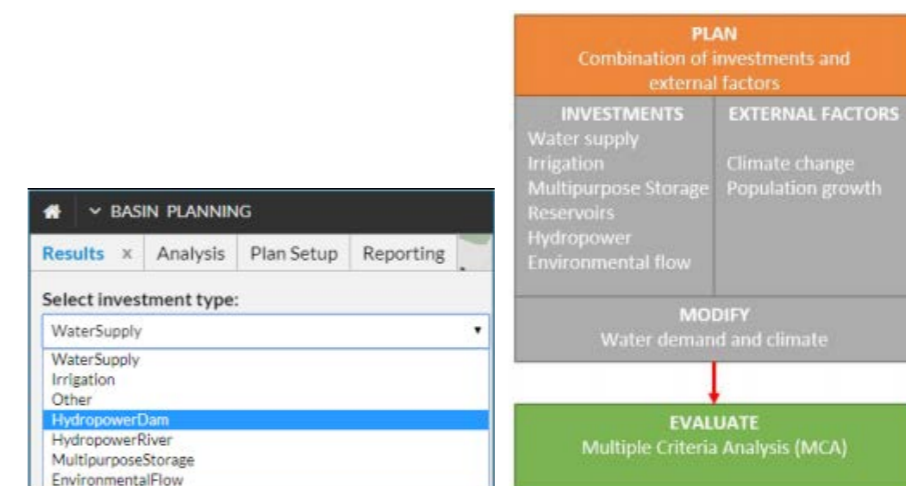 BASIN PLANNING
Results x Analysis Plan Setup Reporting
Select investment type:
WaterSupply
WaterSupply
Irrigation
Other
HydropowerDam
HydropowerRiver
MultipurposeStorage
EnvironmentalFlow
PLAN
Combination of investments and
external factors
INVESTMENTS
Water supply
Irrigation
Multipurpose Storage
Reservoirs
Hydropower
Environmental flow
EXTERNAL FACTORS
Climate change
Population growth
MODIFY
Water demand and climate
EVALUATE
Multiple Criteria Analysis (MCA)